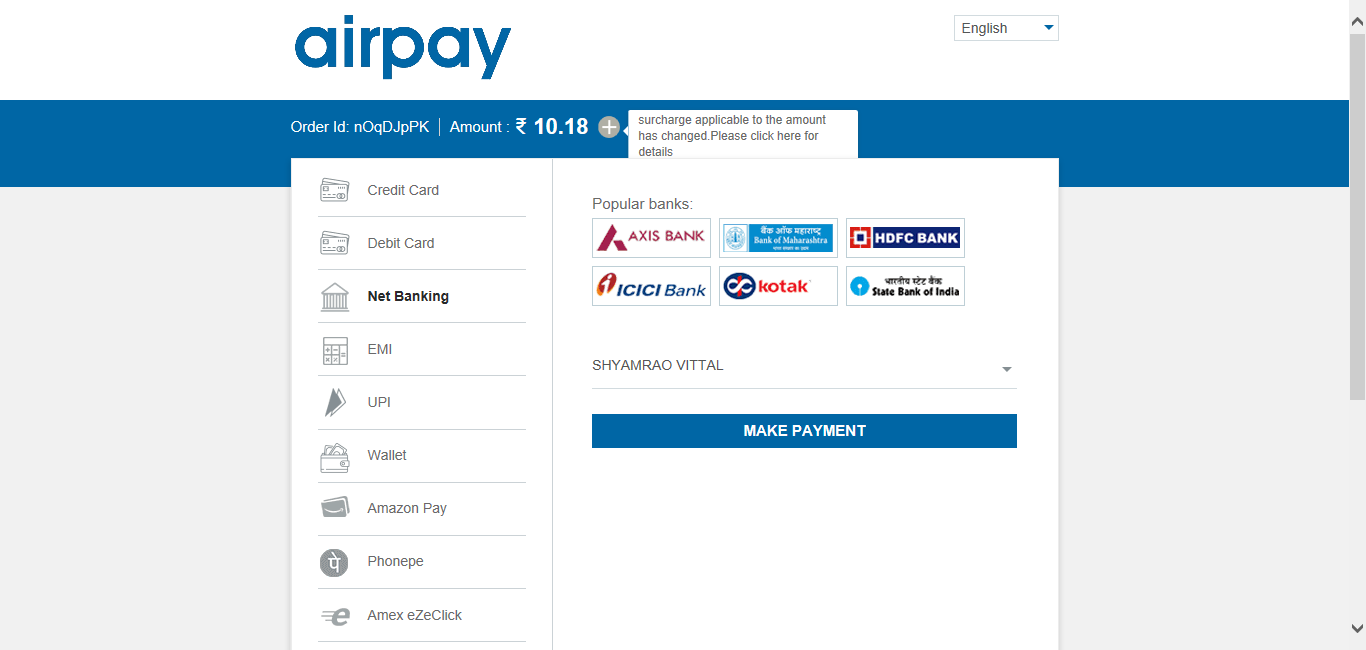 airpay
English
Order Id: nOqDJpPK
Amount : ₹ 10.18
surcharge applicable to the amount
has changed.Please click here for
details
Credit Card
Debit Card
Net Banking
EMI
UPI
Wallet
Amazon Pay
पे
Phonepe
e
Amex eZeClick
Popular banks:
AXIS BANK
बैंक ऑफ महाराष्ट्र
Bank of Maharashtra
HDFC BANK
ICICI Bank
kotak
भारतीय स्टेट बैंक
State Bank of India
SHYAMRAO VITTAL
MAKE PAYMENT